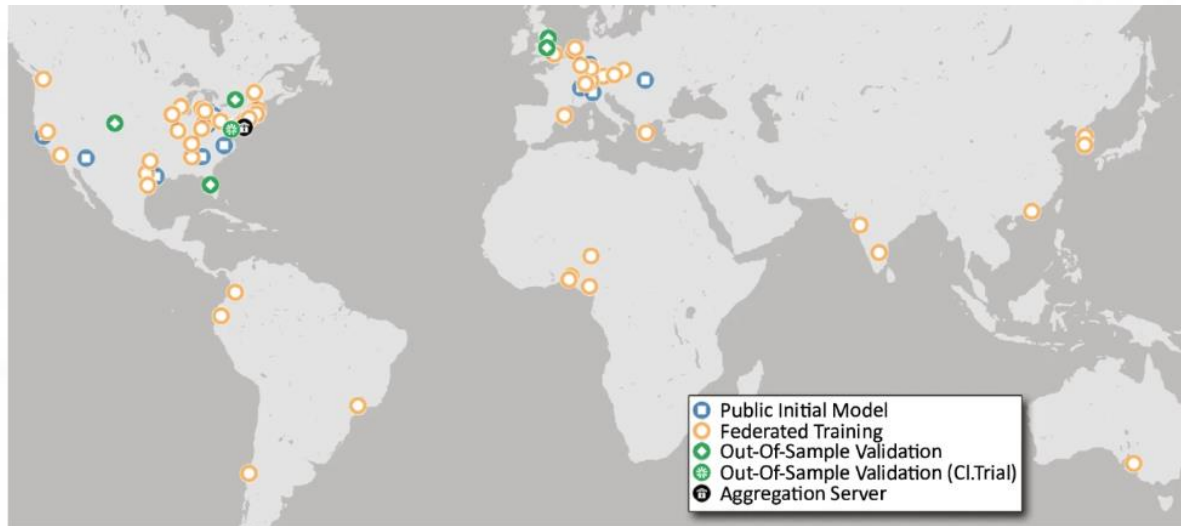 Public Initial Model
Federated Training
Out-Of-Sample Validation
Out-Of-Sample Validation (Cl.Trial)
Aggregation Server